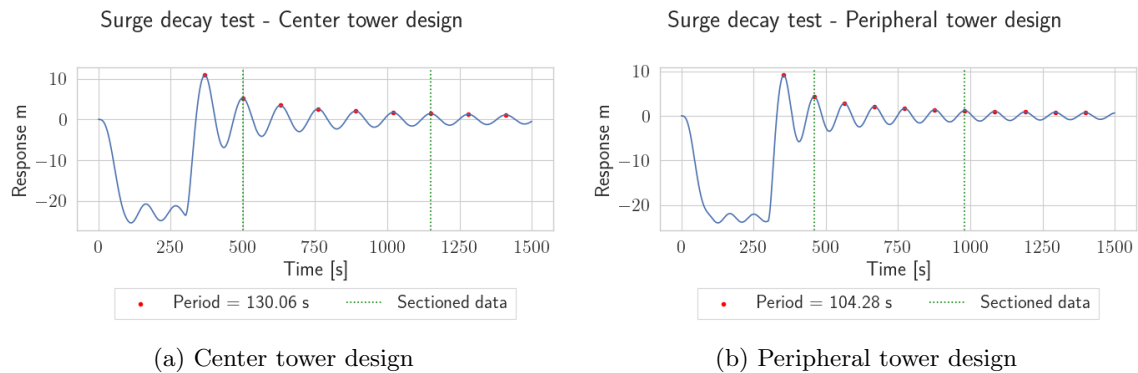 Surge decay test - Center tower design
10
0
−10
−20
Response m
0 250 500 750 1000 1250 1500
Time [s]
Period = 130.06 s Sectioned data
(a) Center tower design
Surge decay test - Peripheral tower design
10
0
−10
−20
Response m
0 250 500 750 1000 1250 1500
Time [s]
Period = 104.28 s Sectioned data
(b) Peripheral tower design